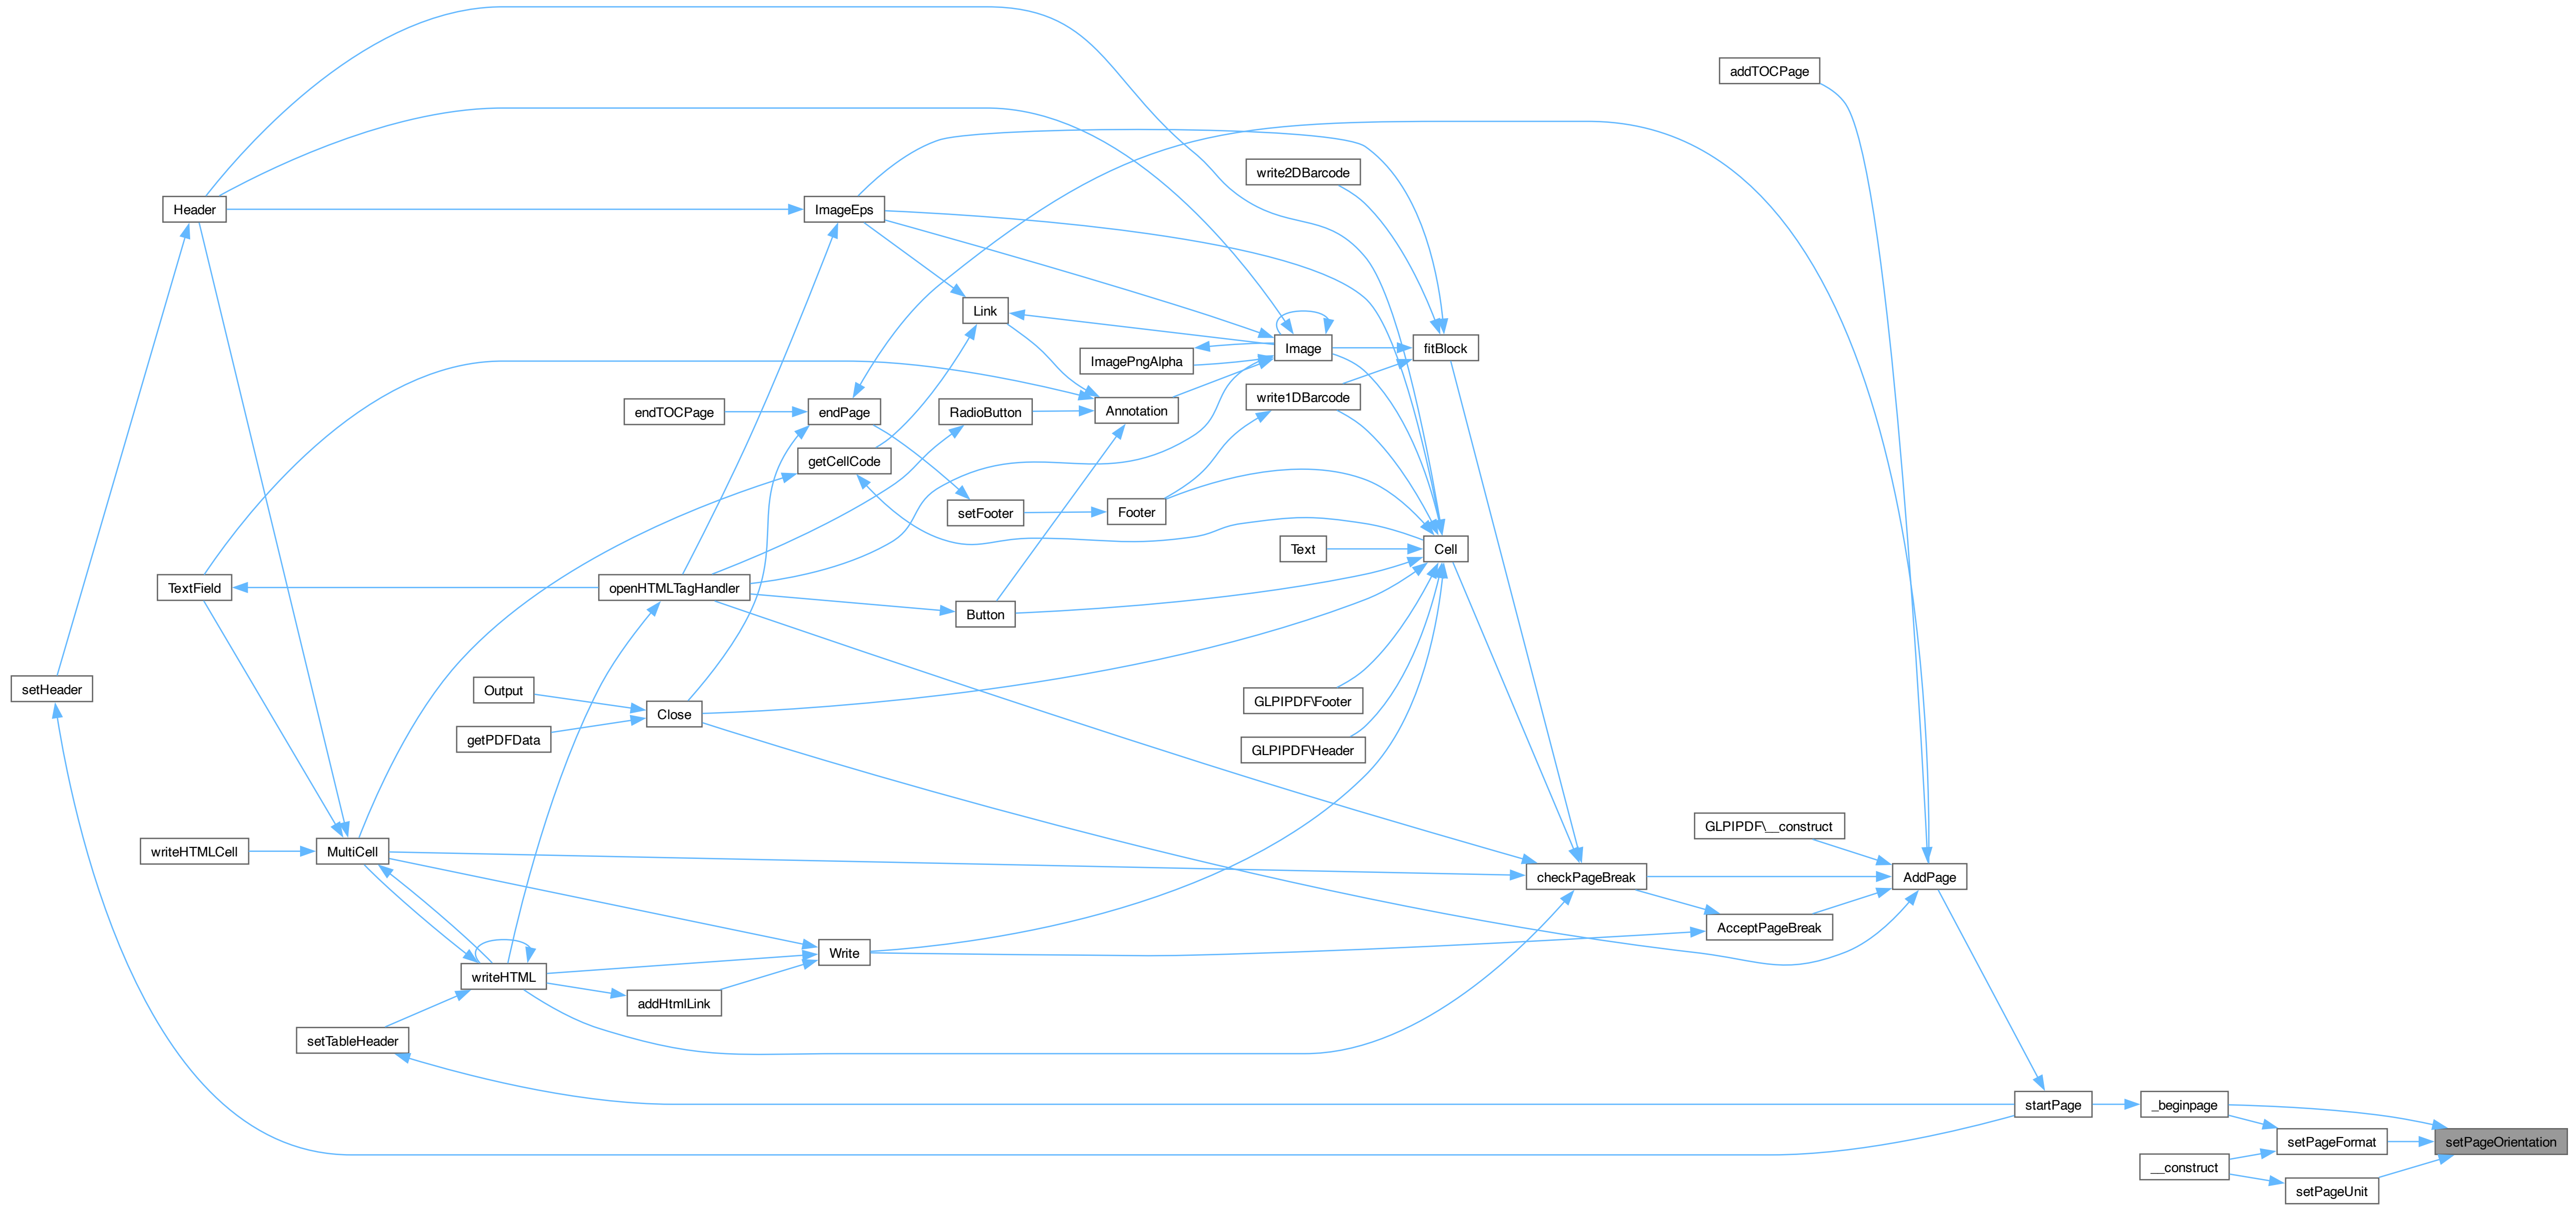 addTOCPage
write2DBarcode
Header
ImageEps
Link
Image
fitBlock
ImagePngAlpha
write1DBarcode
endTOCPage
endPage
RadioButton
Annotation
getCellCode
setFooter
Footer
Text
Cell
TextField
openHTMLTagHandler
Button
setHeader
Output
GLPIPDF\Footer
Close
getPDFData
GLPIPDF\Header
GLPIPDF\__construct
writeHTMLCell
MultiCell
checkPageBreak
AddPage
AcceptPageBreak
Write
writeHTML
addHtmlLink
setTableHeader
startPage
_beginpage
setPageFormat
setPageOrientation
__construct
setPageUnit